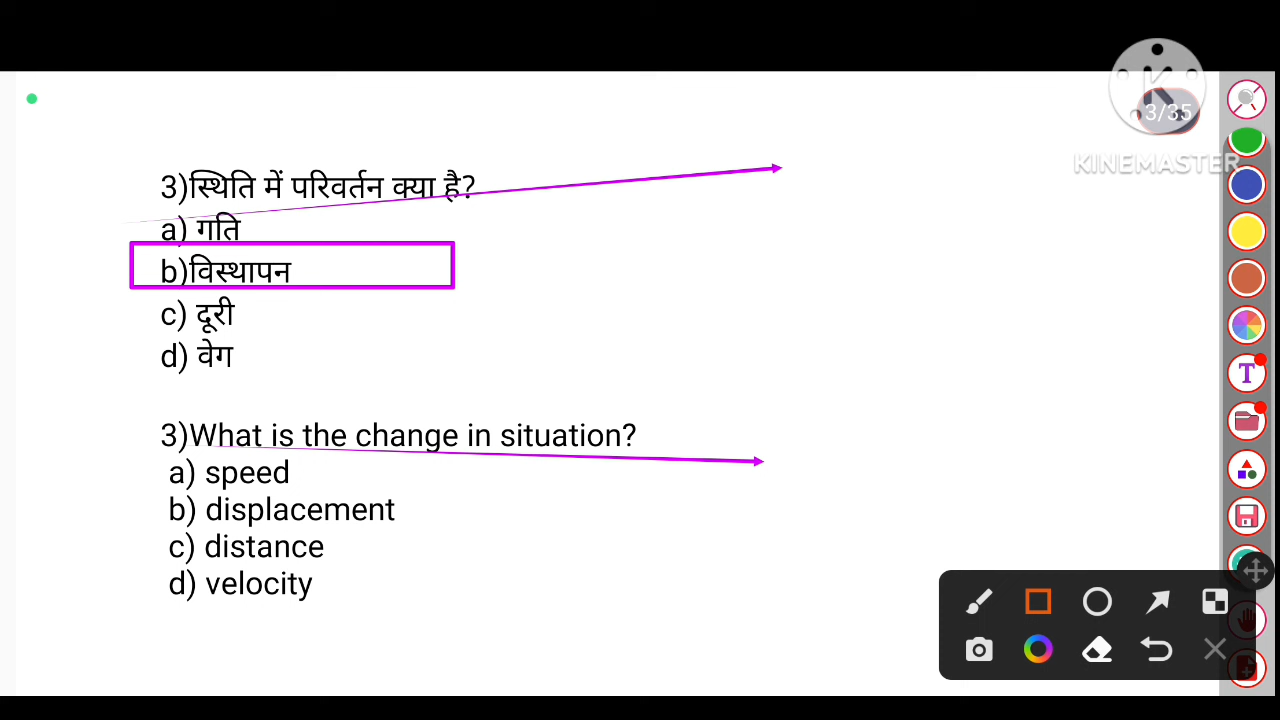 3)स्थिति में परिवर्तन क्या है?
a) गति
b)विस्थापन
c) दूरी
d) वेग
3)What is the change in situation?
a) speed
b) displacement
c) distance
d) velocity
3/35
KINEMASTER
T